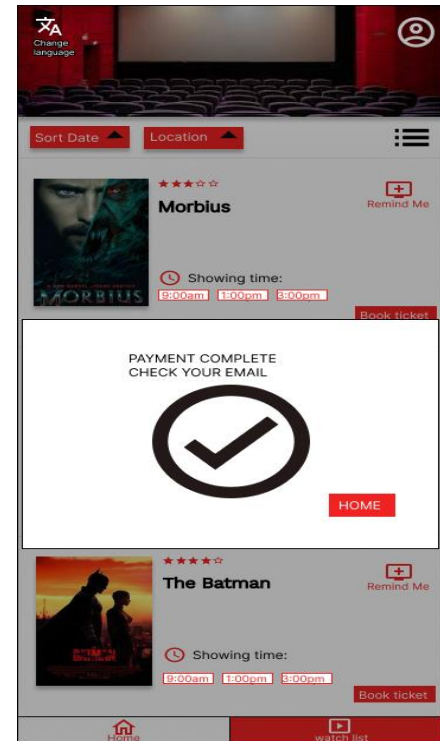 Change
language
Sort Date
Location
Morbius
Remind Me
MORBIUS
Showing time:
9:00am 1:00pm 3:00pm
Book ticket
PAYMENT COMPLETE
CHECK YOUR EMAIL
HOME
The Batman
Remind Me
Showing time:
9:00am 1:00pm 3:00pm
Book ticket
Home
watch list